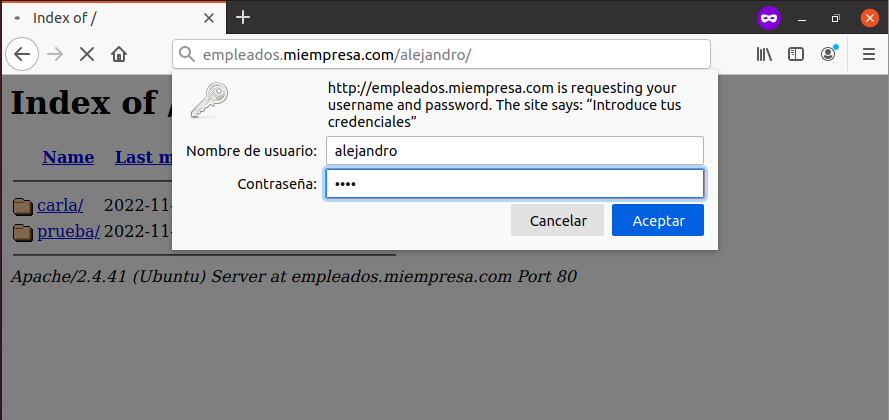 Index of /
empleados.miempresa.com/alejandro/
http://empleados.miempresa.com is requesting your
username and password. The site says: “Introduce tus
credenciales”
Nombre de usuario: alejandro
Contraseña: ••••
Cancelar Aceptar
Index of /
Name Last m
carla/ 2022-11-
prueba/ 2022-11-
Apache/2.4.41 (Ubuntu) Server at empleados.miempresa.com Port 80